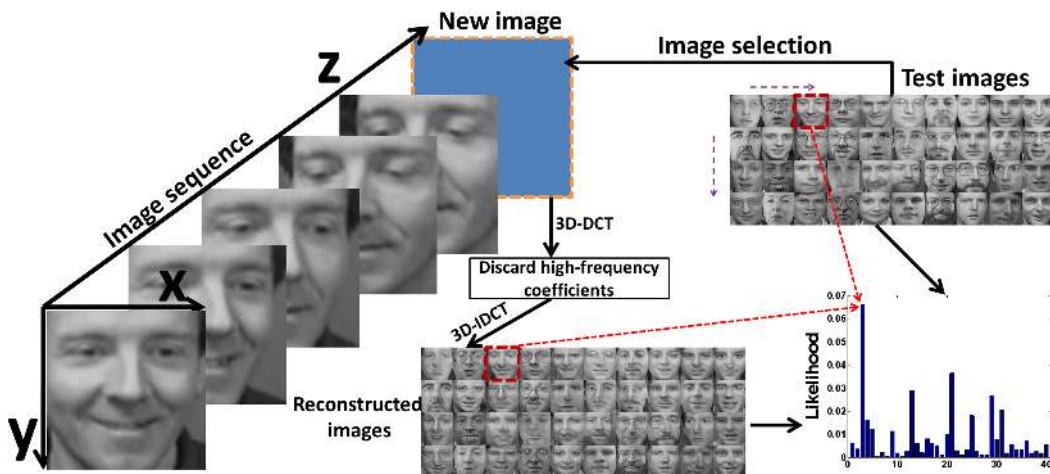 New image
Image selection
Test images
z
Image sequence
x
y
3D-DCT
Discard high-frequency
coefficients
3D-IDCT
Reconstructed
images
Likelihood
0.07
0.06
0.05
0.04
0.03
0.02
0.01
0
0 10 20 30 40